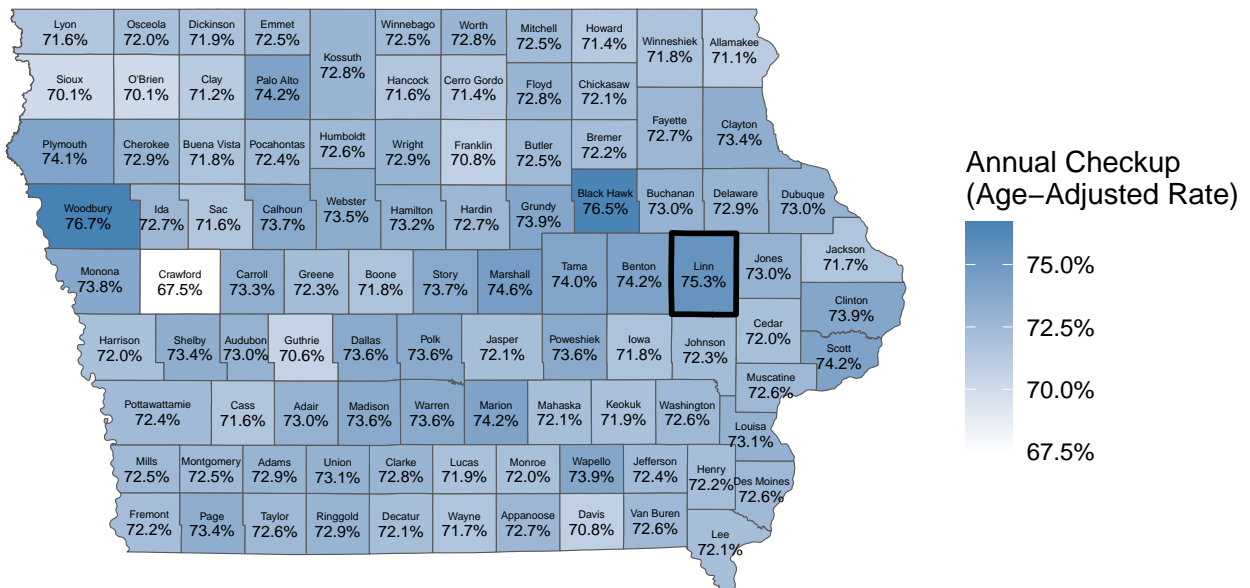 Lyon
71.6%
Osceola
72.0%
Dickinson
71.9%
Emmet
72.5%
Kossuth
72.8%
Winnebago
72.5%
Worth
72.8%
Mitchell
72.5%
Howard
71.4%
Winneshiek
71.8%
Allamakee
71.1%
Sioux
70.1%
O'Brien
70.1%
Clay
71.2%
Palo Alto
74.2%
Hancock
71.6%
Cerro Gordo
71.4%
Floyd
72.8%
Chickasaw
72.1%
Fayette
72.7%
Clayton
73.4%
Plymouth
74.1%
Cherokee
72.9%
Buena Vista
71.8%
Pocahontas
72.4%
Humboldt
72.6%
Wright
72.9%
Franklin
70.8%
Butler
72.5%
Bremer
72.2%
Woodbury
76.7%
Ida
72.7%
Sac
71.6%
Calhoun
73.7%
Webster
73.5%
Hamilton
73.2%
Hardin
72.7%
Grundy
73.9%
Black Hawk
76.5%
Buchanan
73.0%
Delaware
72.9%
Dubuque
73.0%
Monona
73.8%
Crawford
67.5%
Carroll
73.3%
Greene
72.3%
Boone
71.8%
Story
73.7%
Marshall
74.6%
Tama
74.0%
Benton
74.2%
Linn
75.3%
Jones
73.0%
Jackson
71.7%
Clinton
73.9%
Harrison
72.0%
Shelby
73.4%
Audubon
73.0%
Guthrie
70.6%
Dallas
73.6%
Polk
73.6%
Jasper
72.1%
Poweshiek
73.6%
Iowa
71.8%
Johnson
72.3%
Cedar
72.0%
Scott
74.2%
Muscatine
72.6%
Pottawattamie
72.4%
Cass
71.6%
Adair
73.0%
Madison
73.6%
Warren
73.6%
Marion
74.2%
Mahaska
72.1%
Keokuk
71.9%
Washington
72.6%
Louisa
73.1%
Mills
72.5%
Montgomery
72.5%
Adams
72.9%
Union
73.1%
Clarke
72.8%
Lucas
71.9%
Monroe
72.0%
Wapello
73.9%
Jefferson
72.4%
Henry
72.2%
Des Moines
72.6%
Fremont
72.2%
Page
73.4%
Taylor
72.6%
Ringgold
72.9%
Decatur
72.1%
Wayne
71.7%
Appanoose
72.7%
Davis
70.8%
Van Buren
72.6%
Lee
72.1%
Annual Checkup
(Age−Adjusted Rate)
75.0%
72.5%
70.0%
67.5%